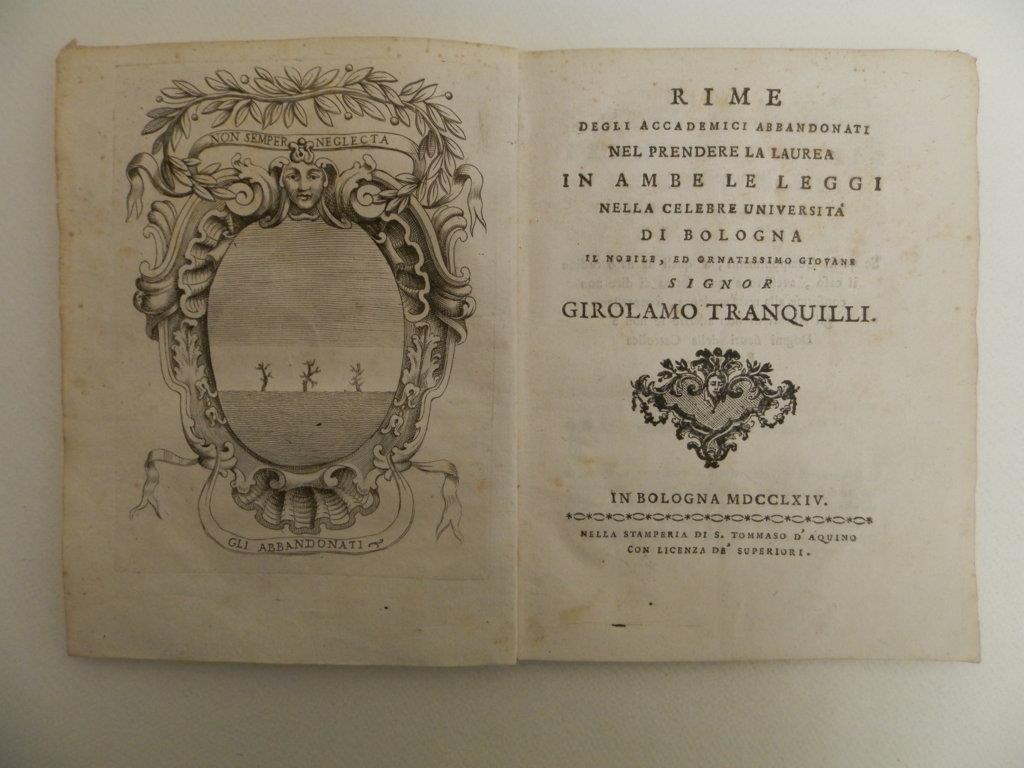 NON SEMPER NEGLECTA
GLI ABBANDONATI
RIME
DEGLI ACCADEMICI ABBANDONATI
NEL PRENDERE LA LAUREA
IN AMBE LE LEGGI
NELLA CELEBRE UNIVERSITÀ
DI BOLOGNA
IL NOBILE, ED ORNATISSIMO GIOVANE
SIGNOR
GIROLAMO TRANQUILLI.
IN BOLOGNA MDCCLXIV.
NELLA STAMPERIA DI S. TOMMASO D'AQUINO
CON LICENZA DE' SUPERIORI.